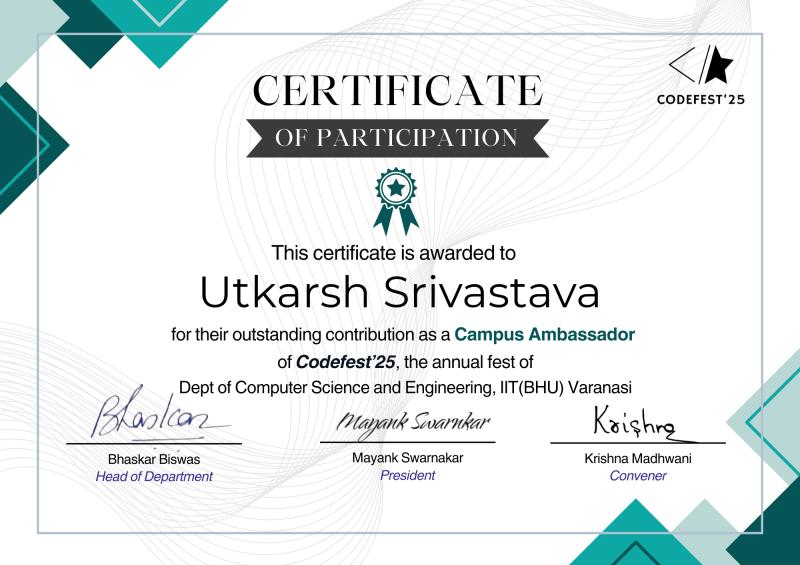 CERTIFICATE
OF PARTICIPATION
CODEFEST'25
This certificate is awarded to
Utkarsh Srivastava
for their outstanding contribution as a Campus Ambassador
of Codefest'25, the annual fest of
Dept of Computer Science and Engineering, IIT(BHU) Varanasi
Bhaskar
Mayank Swarnkar
Krishna
Bhaskar Biswas
Mayank Swarnakar
Krishna Madhwani
Head of Department
President
Convener